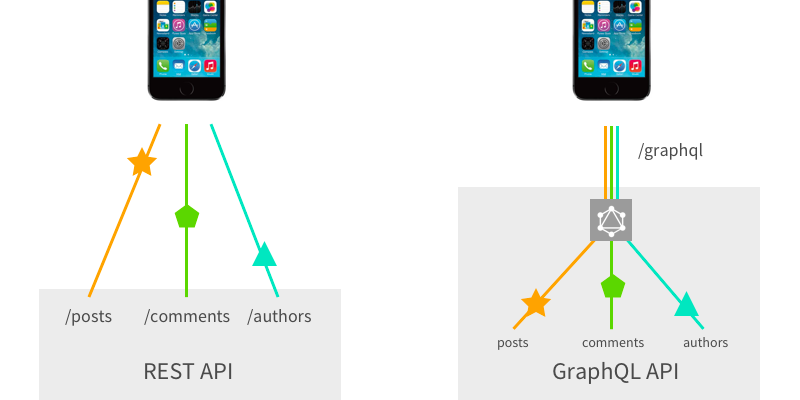 /posts
/comments
/authors
REST API
/graphql
posts
comments
authors
GraphQL API